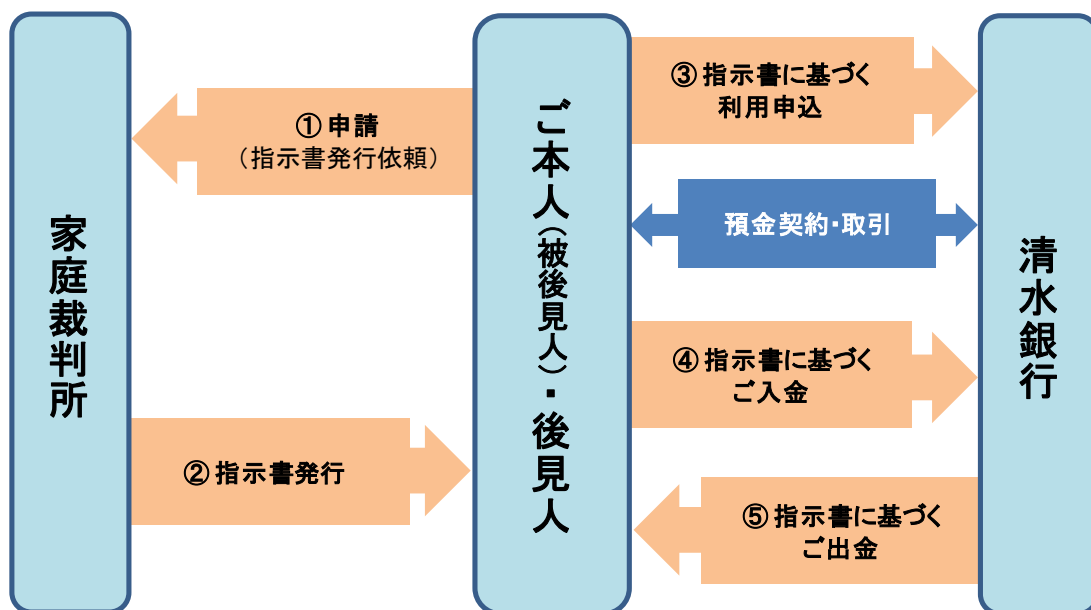 家庭裁判所
① 申請
（指示書発行依頼）
② 指示書発行
ご本人（被後見人）・後見人
③ 指示書に基づく
利用申込
預金契約・取引
④ 指示書に基づく
ご入金
⑤ 指示書に基づく
ご出金
清水銀行